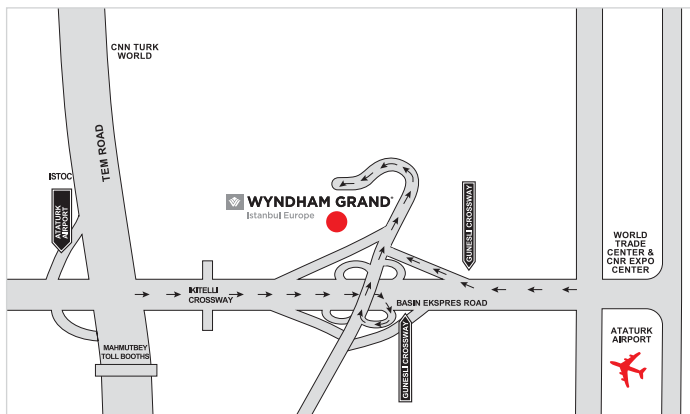 CNN TURK
WORLD
TEM ROAD
ISTOC
ATATURK
AIRPORT
WYNDHAM GRAND®
Istanbul Europe
GUNESLI CROSSWAY
WORLD
TRADE
CENTER &
CNR EXPO
CENTER
IKITELLI
CROSSWAY
BASIN EKSPRES ROAD
GUNESLI CROSSWAY
ATATURK
AIRPORT
MAHMUTBEY
TOLL BOOTHS